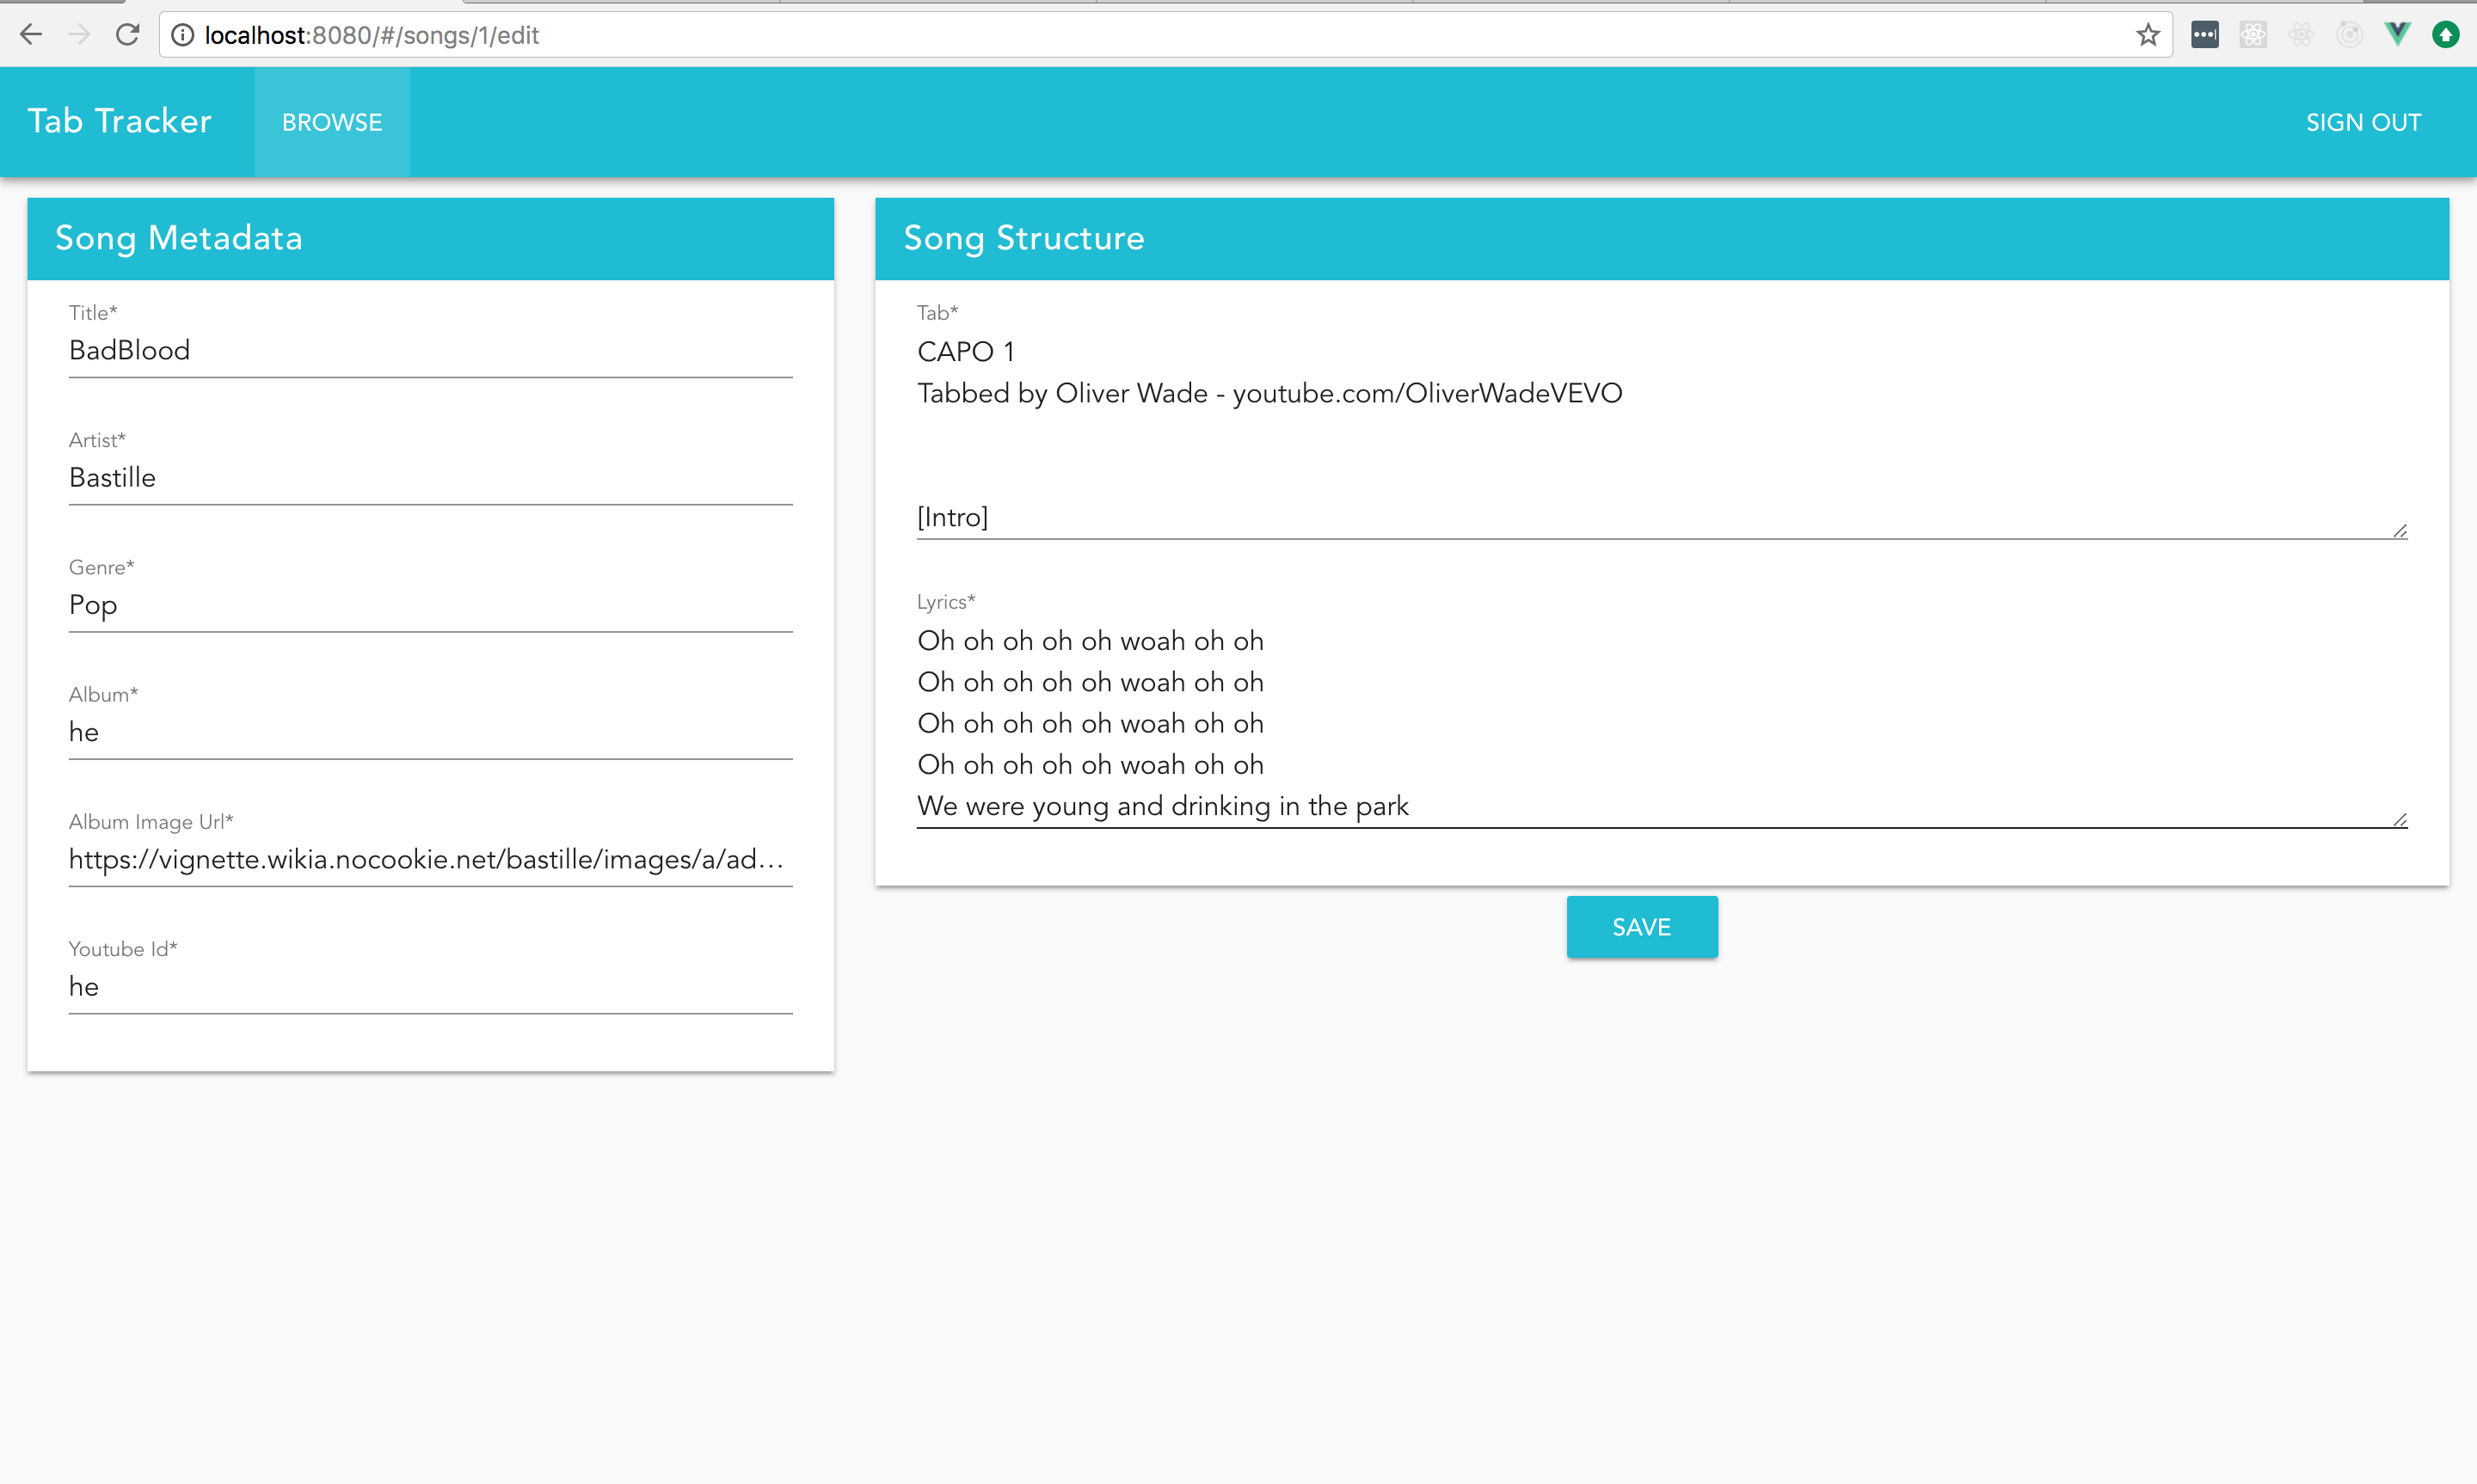 localhost:8080/#/songs/1/edit
Tab Tracker
BROWSE
SIGN OUT
Song Metadata
Title*
BadBlood
Artist*
Bastille
Genre*
Pop
Album*
he
Album Image Url*
https://vignette.wikia.nocookie.net/bastille/images/a/ad...
Youtube Id*
he
Song Structure
Tab*
CAPO 1
Tabbed by Oliver Wade - youtube.com/OliverWadeVEVO
[Intro]
Lyrics*
Oh oh oh oh oh woah oh oh
Oh oh oh oh oh woah oh oh
Oh oh oh oh oh woah oh oh
Oh oh oh oh oh woah oh oh
We were young and drinking in the park
SAVE